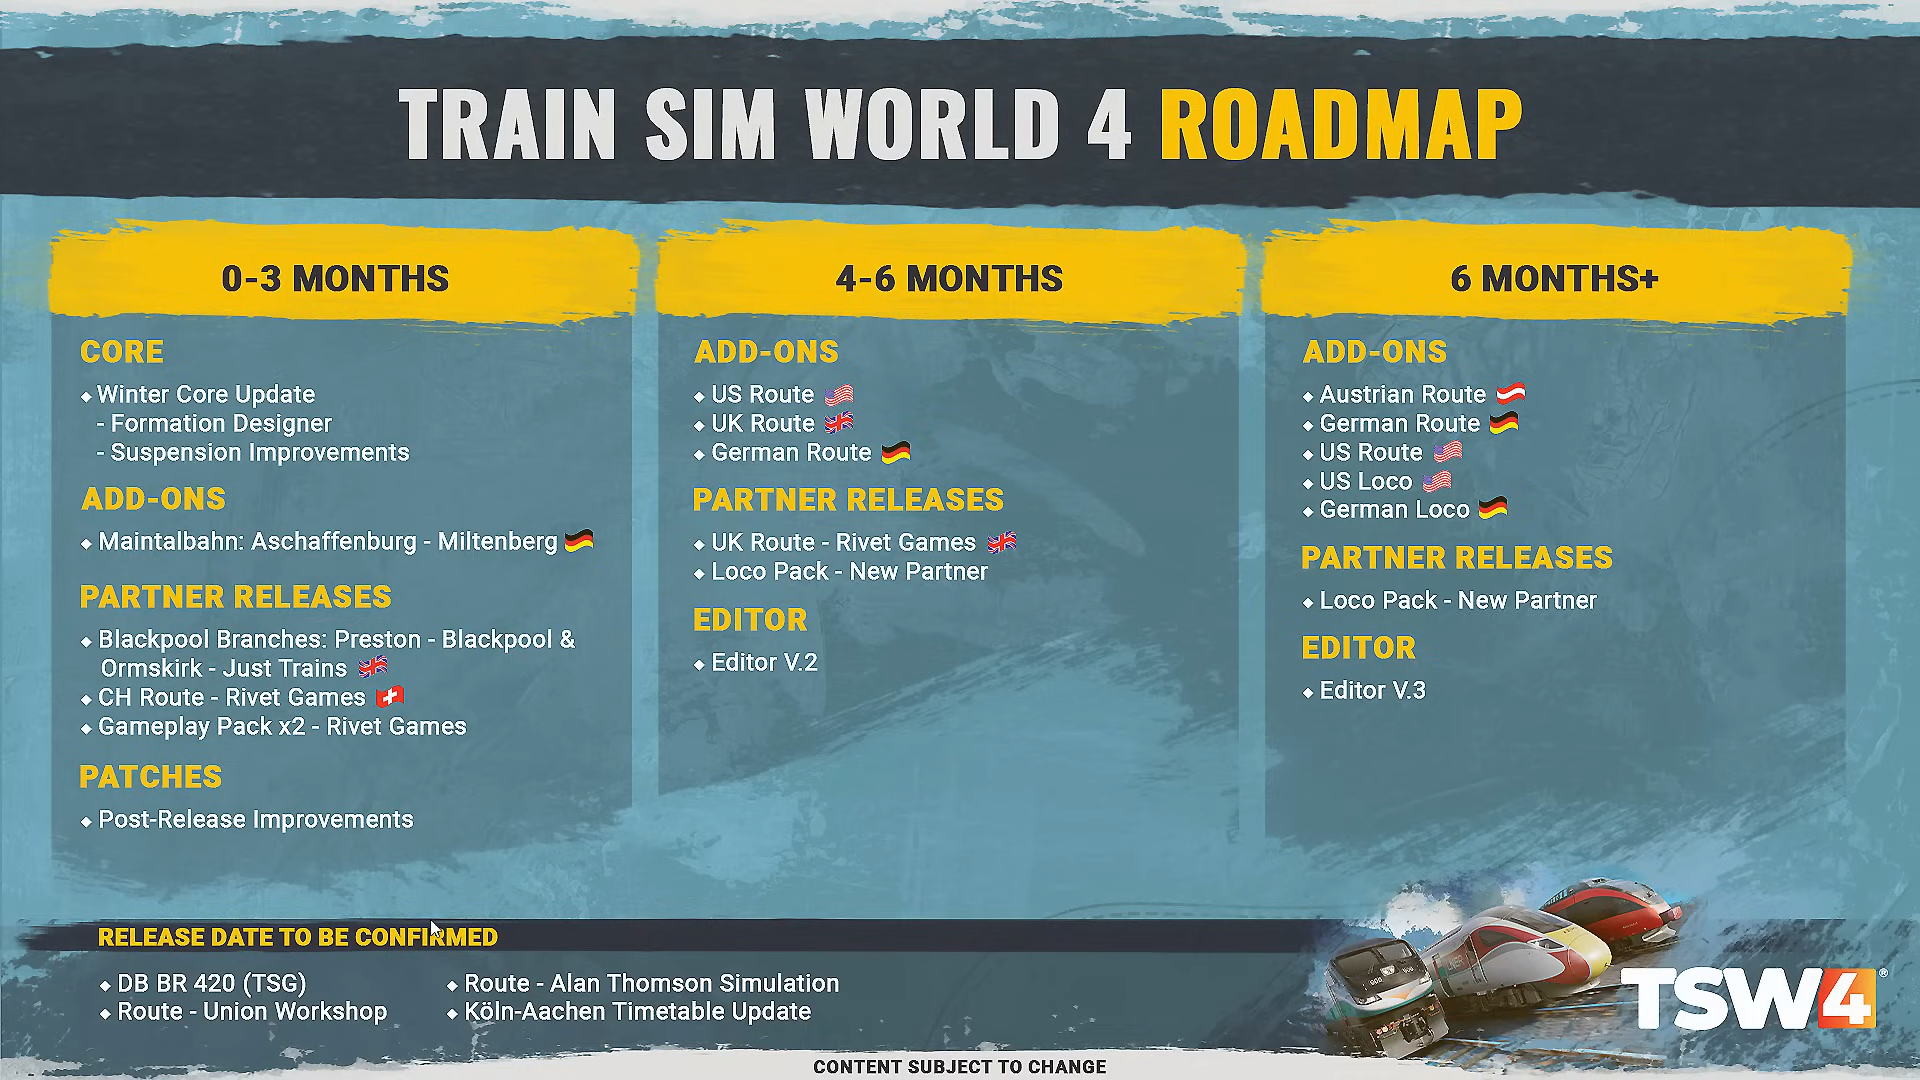 TRAIN SIM WORLD 4 ROADMAP
0-3 MONTHS
CORE
◆ Winter Core Update
- Formation Designer
- Suspension Improvements
ADD-ONS
◆ Maintalbahn: Aschaffenburg - Miltenberg
PARTNER RELEASES
◆ Blackpool Branches: Preston - Blackpool &
Ormskirk - Just Trains
◆ CH Route - Rivet Games
◆ Gameplay Pack x2 - Rivet Games
PATCHES
◆ Post-Release Improvements
4-6 MONTHS
ADD-ONS
◆ US Route
◆ UK Route
◆ German Route
PARTNER RELEASES
◆ UK Route - Rivet Games
◆ Loco Pack - New Partner
EDITOR
◆ Editor V.2
6 MONTHS+
ADD-ONS
◆ Austrian Route
◆ German Route
◆ US Route
◆ US Loco
◆ German Loco
PARTNER RELEASES
◆ Loco Pack - New Partner
EDITOR
◆ Editor V.3
RELEASE DATE TO BE CONFIRMED
◆ DB BR 420 (TSG)
◆ Route - Union Workshop
◆ Route - Alan Thomson Simulation
◆ Köln-Aachen Timetable Update
TSW4®
CONTENT SUBJECT TO CHANGE